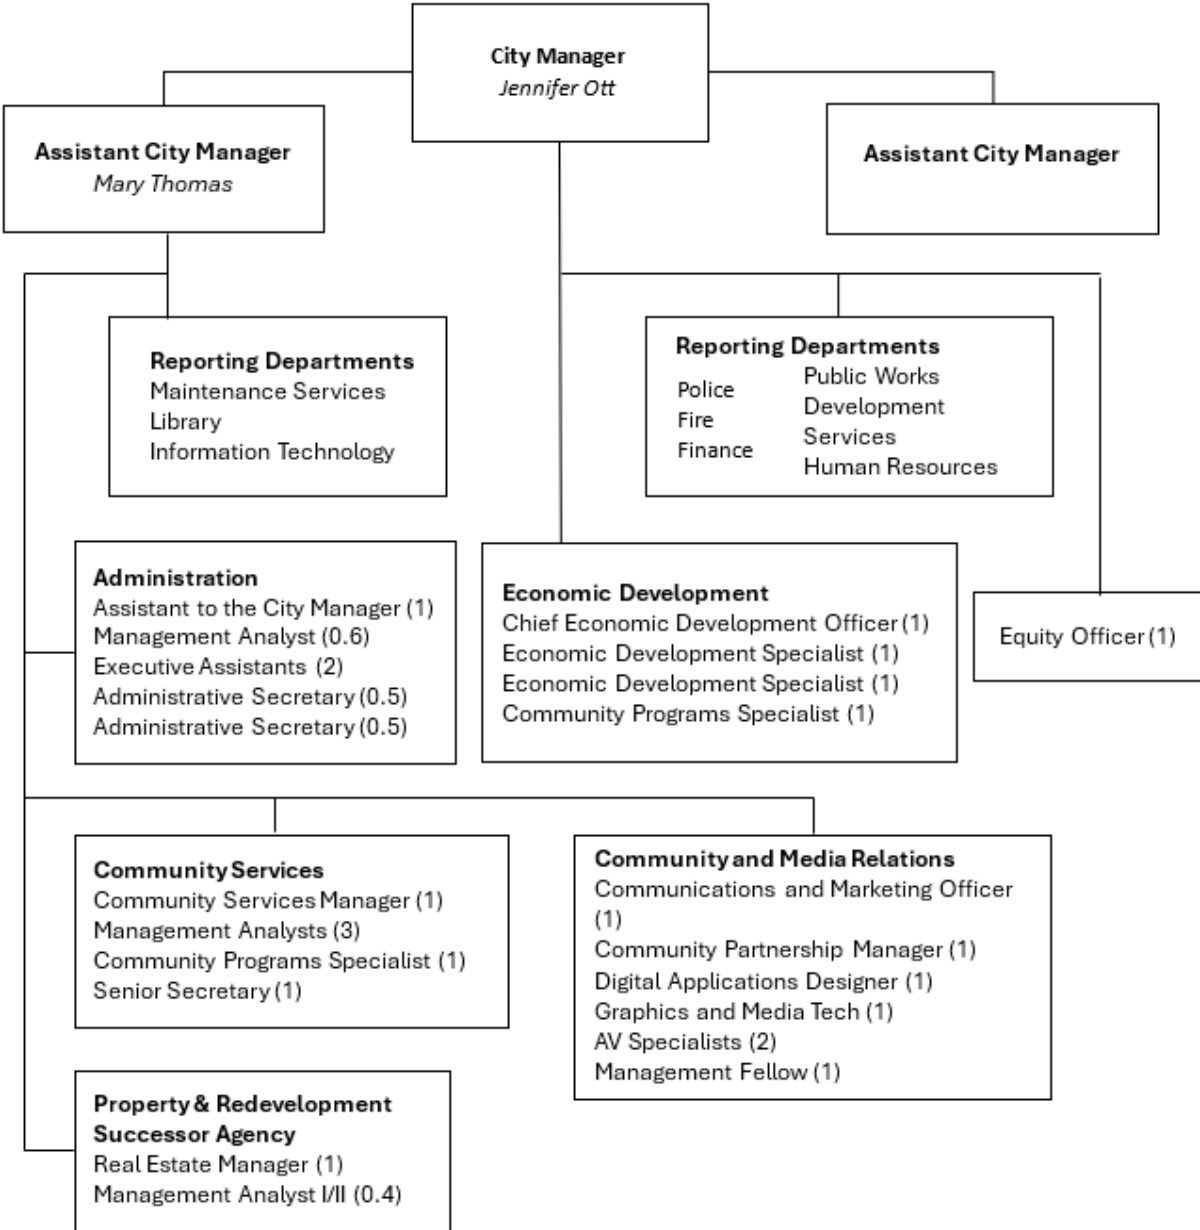 City Manager
Jennifer Ott
Assistant City Manager
Mary Thomas
Assistant City Manager
Reporting Departments
Maintenance Services
Library
Information Technology
Reporting Departments
Police
Fire
Finance
Public Works
Development
Services
Human Resources
Administration
Assistant to the City Manager (1)
Management Analyst (0.6)
Executive Assistants (2)
Administrative Secretary (0.5)
Administrative Secretary (0.5)
Economic Development
Chief Economic Development Officer (1)
Economic Development Specialist (1)
Economic Development Specialist (1)
Community Programs Specialist (1)
Equity Officer (1)
Community Services
Community Services Manager (1)
Management Analysts (3)
Community Programs Specialist (1)
Senior Secretary (1)
Community and Media Relations
Communications and Marketing Officer
(1)
Community Partnership Manager (1)
Digital Applications Designer (1)
Graphics and Media Tech (1)
AV Specialists (2)
Management Fellow (1)
Property & Redevelopment
Successor Agency
Real Estate Manager (1)
Management Analyst I/II (0.4)